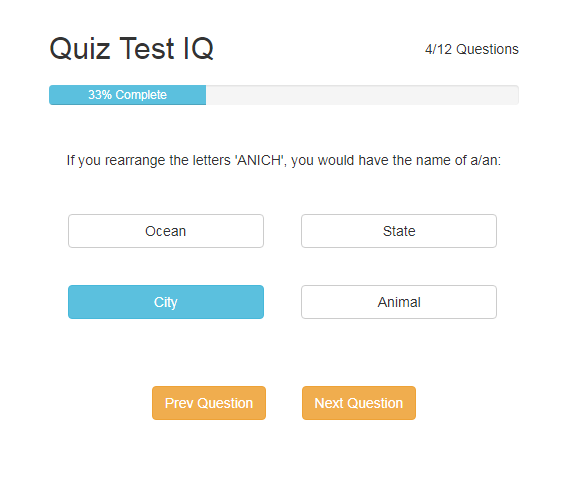 Quiz Test IQ
4/12 Questions
33% Complete
If you rearrange the letters 'ANICH', you would have the name of a/an:
Ocean
State
City
Animal
Prev Question
Next Question